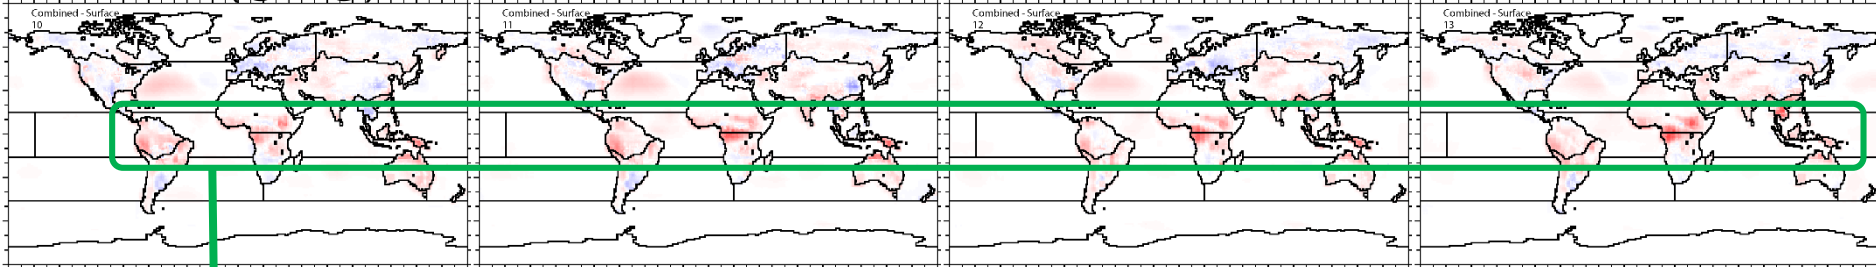 Combined - Surface
10
Combined - Surface
11
Combined - Surface
12
Combined - Surface
13